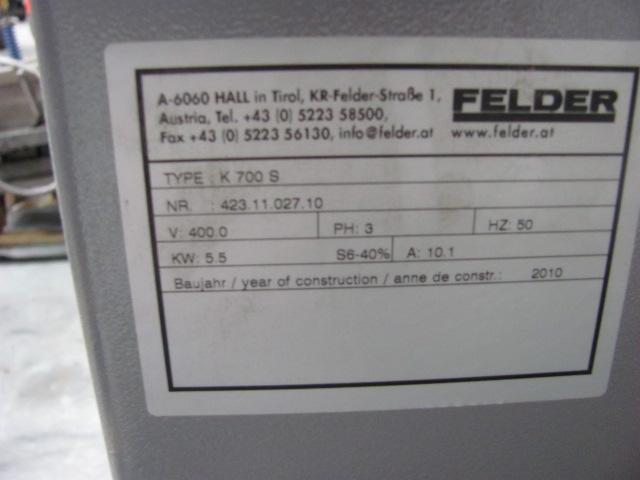 A-6060 HALL in Tirol, KR-Felder-Straße 1,
Austria, Tel. +43 (0) 5223 58500,
Fax +43 (0) 5223 56130, info@felder.at
FELDER
www.felder.at
TYPE : K 700 S
NR. : 423.11.027.10
V: 400.0 PH: 3 HZ: 50
KW: 5.5 S6-40% A: 10.1
Baujahr / year of construction / anne de constr.: 2010